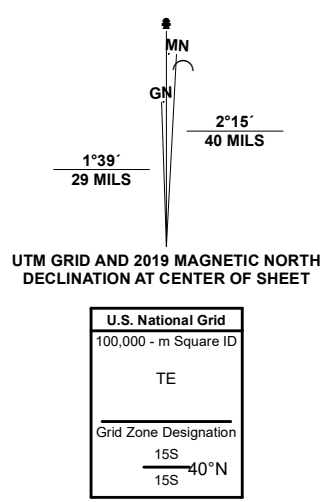 MN
GN
2°15´
40 MILS
1°39´
29 MILS
UTM GRID AND 2019 MAGNETIC NORTH
DECLINATION AT CENTER OF SHEET
U.S. National Grid
100,000 - m Square ID
TE
Grid Zone Designation
15S
40°N
15S